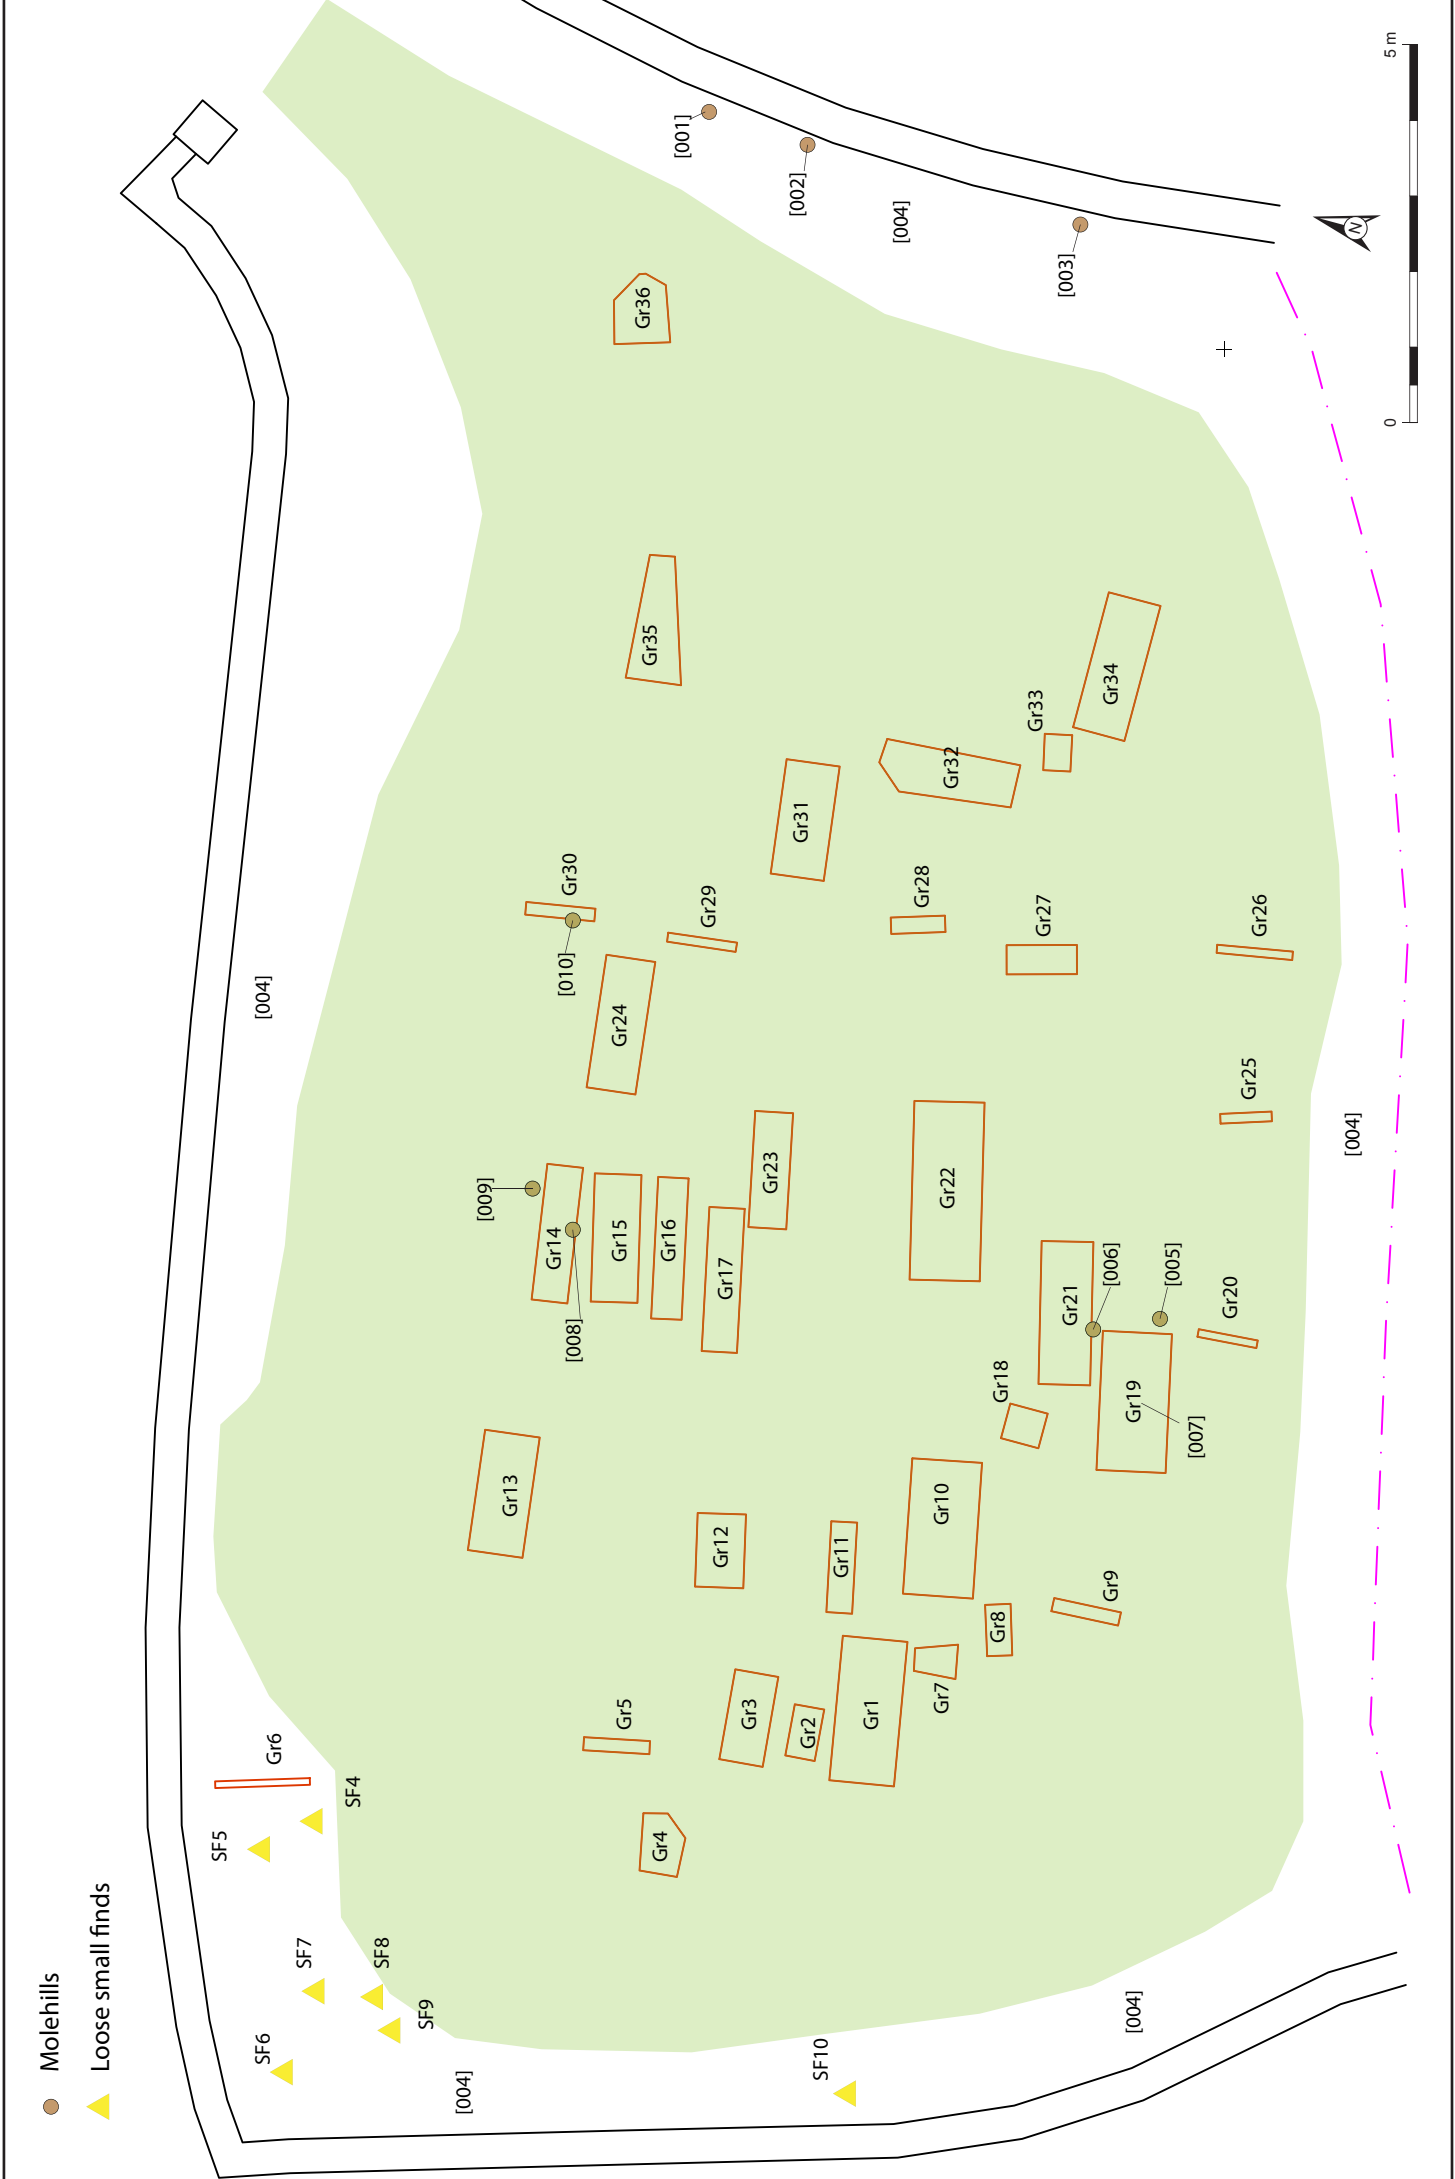 Molehills
Loose small finds
SF6
SF7
SF5
SF4
SF8
SF9
SF10
[004]
[004]
[004]
[004]
[004]
Gr6
Gr5
Gr4
Gr3
Gr2
Gr1
Gr7
Gr8
Gr9
Gr10
Gr11
Gr12
Gr13
Gr14
Gr15
Gr16
Gr17
Gr18
Gr19
Gr20
Gr21
Gr22
Gr23
Gr24
Gr25
Gr26
Gr27
Gr28
Gr29
Gr30
Gr31
Gr32
Gr33
Gr34
Gr35
Gr36
[001]
[002]
[003]
[005]
[006]
[007]
[008]
[009]
[010]
N
0
5 m